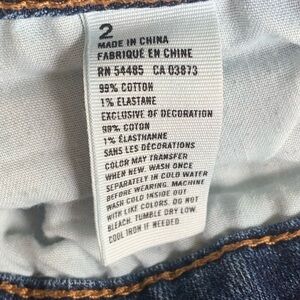 2
MADE IN CHINA
FABRIQUÉ EN CHINE
RN 54485 CA 03873
99% COTTON
1% ELASTANE
EXCLUSIVE OF DECORATION
99% COTON
1% ÉLASTHANNE
SANS LES DÉCORATIONS
COLOR MAY TRANSFER
WHEN NEW. WASH ONCE
SEPARATELY IN COLD WATER
BEFORE WEARING. MACHINE
WASH COLD INSIDE OUT
WITH LIKE COLORS. DO NOT
BLEACH. TUMBLE DRY LOW.
COOL IRON IF NEEDED.